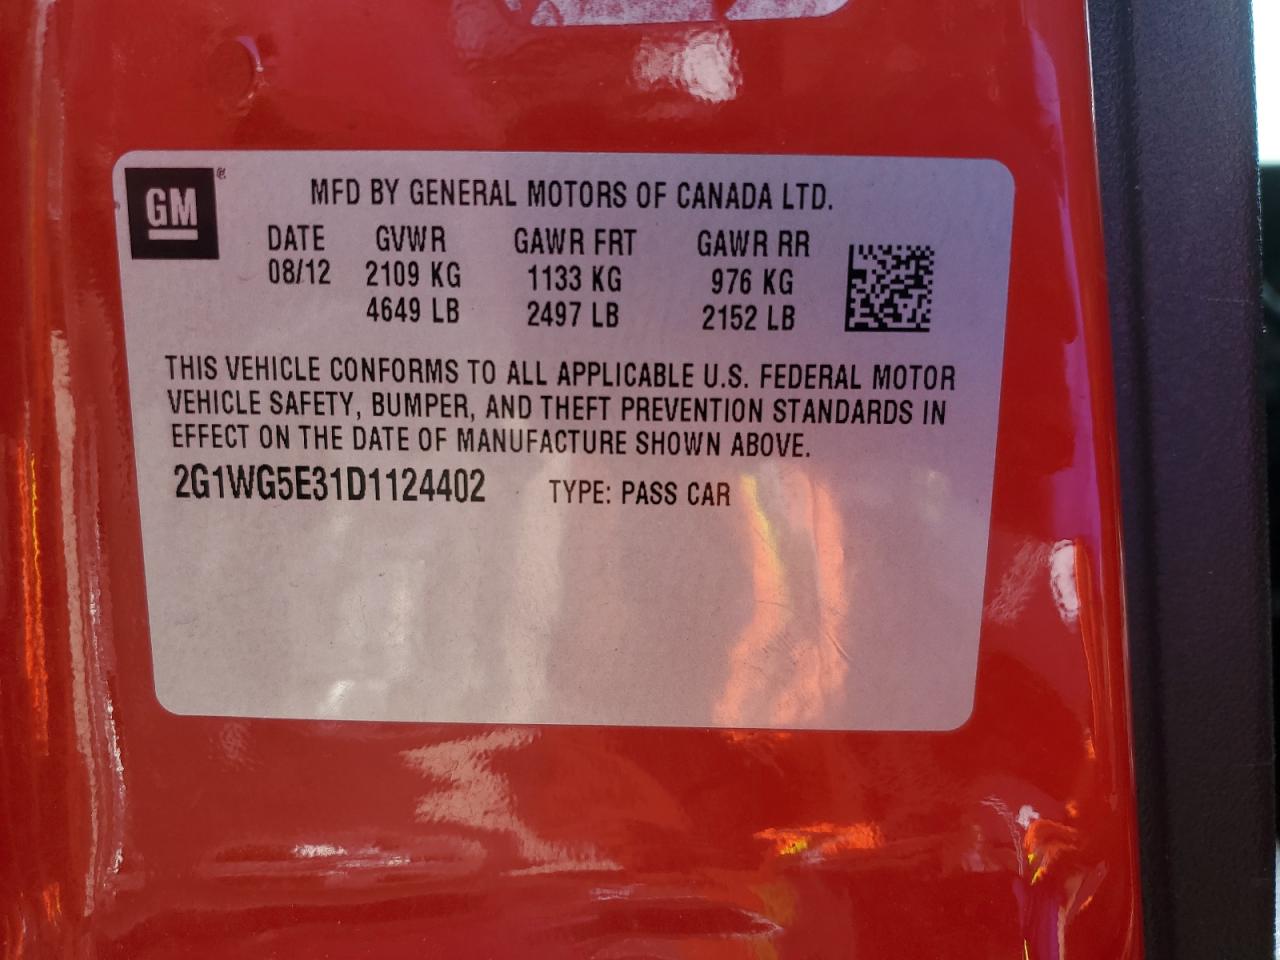 GM®
MFD BY GENERAL MOTORS OF CANADA LTD.
DATE GVWR GAWR FRT GAWR RR
08/12 2109 KG 1133 KG 976 KG
4649 LB 2497 LB 2152 LB
THIS VEHICLE CONFORMS TO ALL APPLICABLE U.S. FEDERAL MOTOR
VEHICLE SAFETY, BUMPER, AND THEFT PREVENTION STANDARDS IN
EFFECT ON THE DATE OF MANUFACTURE SHOWN ABOVE.
2G1WG5E31D1124402 TYPE: PASS CAR